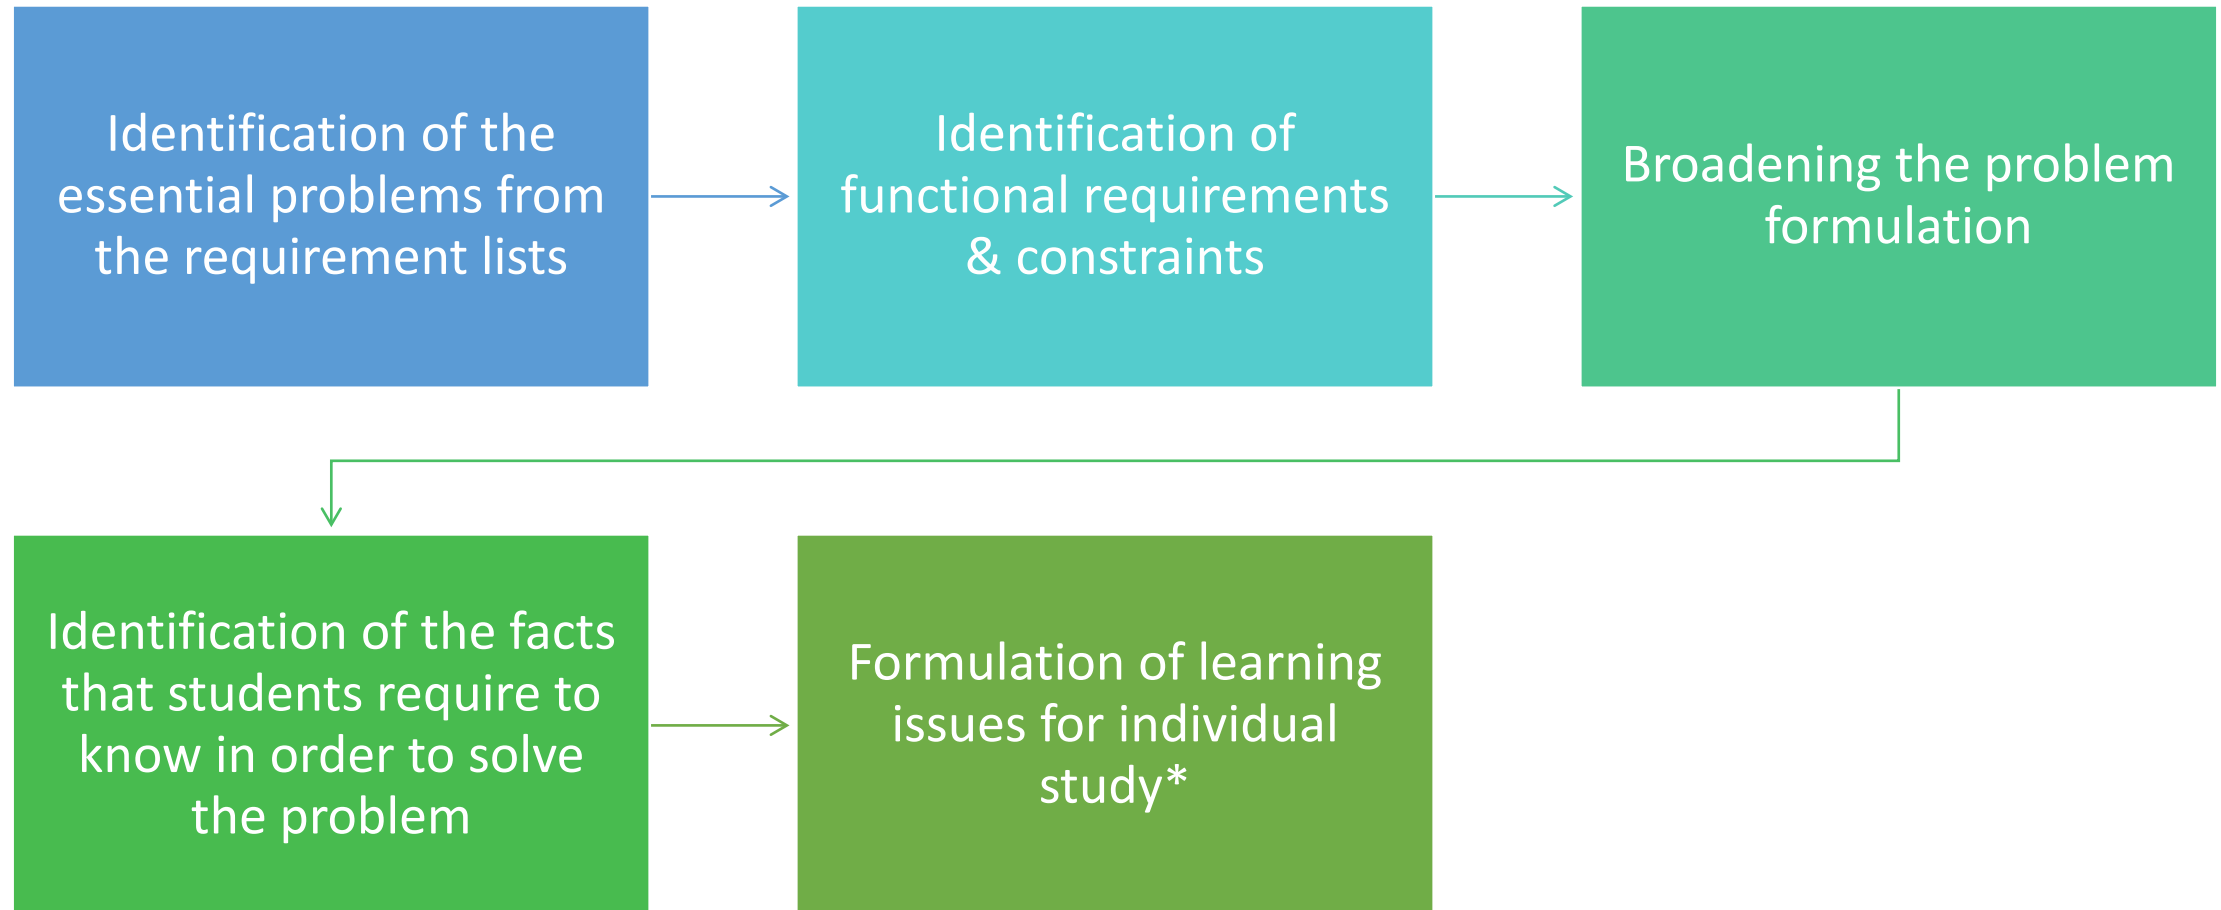 Identification of the
essential problems from
the requirement lists
Identification of
functional requirements
& constraints
Broadening the problem
formulation
Identification of the facts
that students require to
know in order to solve
the problem
Formulation of learning
issues for individual
study*